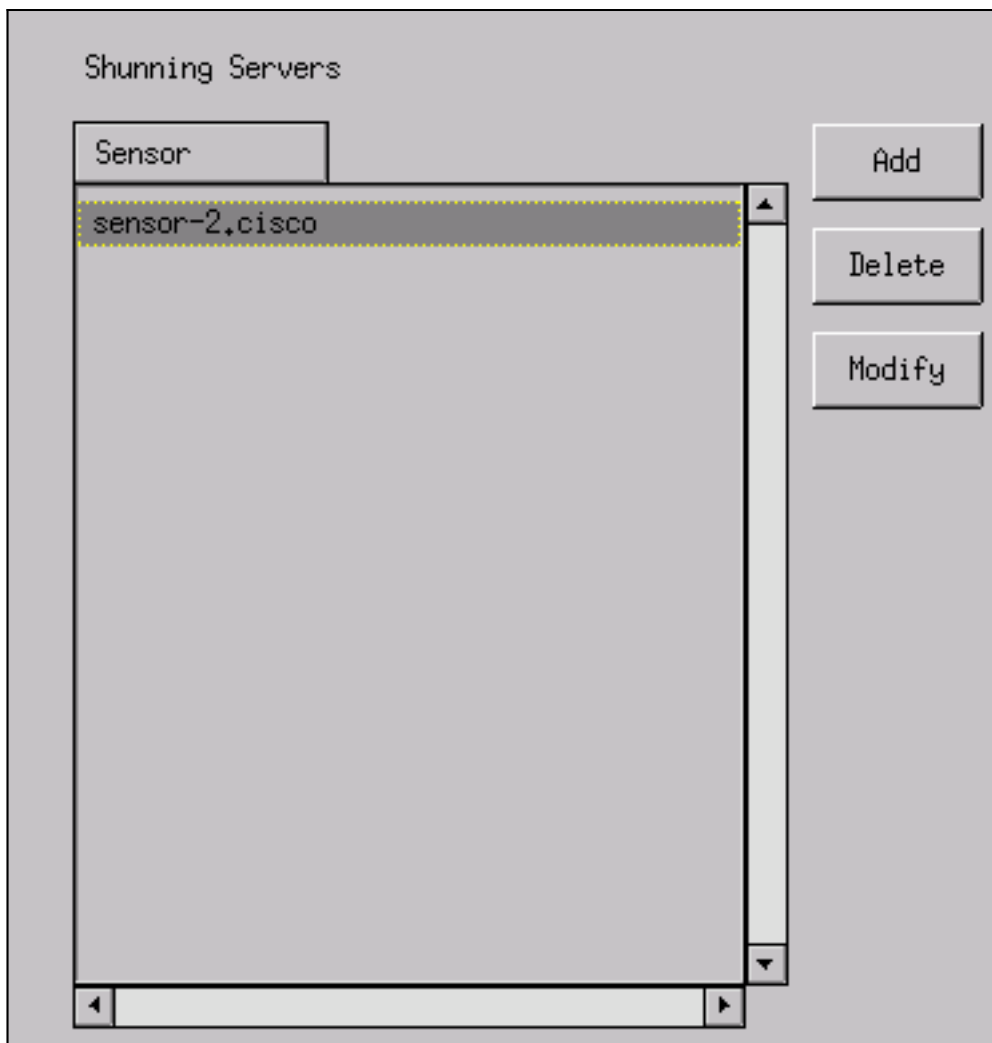 Shunning Servers
Sensor
sensor-2.cisco
Add
Delete
Modify